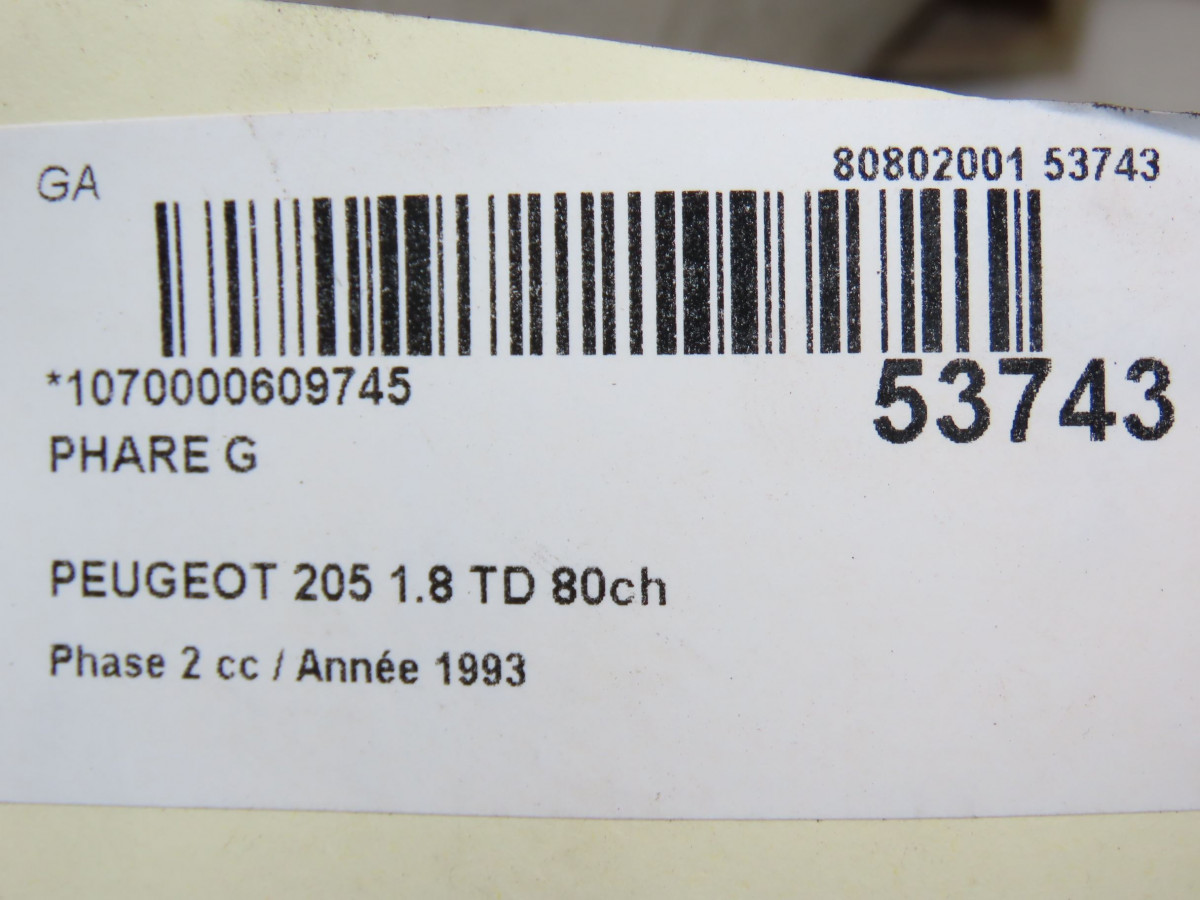 GA
80802001 53743
*1070000609745
53743
PHARE G
PEUGEOT 205 1.8 TD 80ch
Phase 2 cc / Année 1993